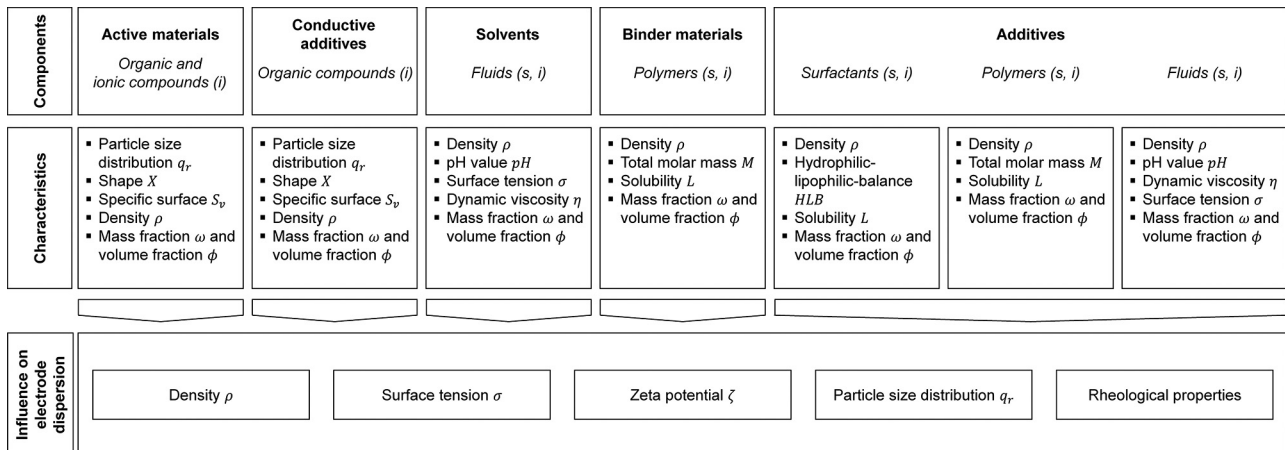 Components
Active materials
Organic and
ionic compounds (i)
Conductive
additives
Organic compounds (i)
Solvents
Fluids (s, i)
Binder materials
Polymers (s, i)
Additives
Surfactants (s, i)
Polymers (s, i)
Fluids (s, i)
Characteristics
▪ Particle size
distribution qᵣ
▪ Shape X
▪ Specific surface Sᵥ
▪ Density ρ
▪ Mass fraction ω and
volume fraction ϕ
▪ Particle size
distribution qᵣ
▪ Shape X
▪ Specific surface Sᵥ
▪ Density ρ
▪ Mass fraction ω and
volume fraction ϕ
▪ Density ρ
▪ pH value pH
▪ Surface tension σ
▪ Dynamic viscosity η
▪ Mass fraction ω and
volume fraction ϕ
▪ Density ρ
▪ Total molar mass M
▪ Solubility L
▪ Mass fraction ω and
volume fraction ϕ
▪ Density ρ
▪ Hydrophilic-
lipophilic-balance
HLB
▪ Solubility L
▪ Mass fraction ω and
volume fraction ϕ
▪ Density ρ
▪ Total molar mass M
▪ Solubility L
▪ Mass fraction ω and
volume fraction ϕ
▪ Density ρ
▪ pH value pH
▪ Dynamic viscosity η
▪ Surface tension σ
▪ Mass fraction ω and
volume fraction ϕ
Influence on
electrode
dispersion
Density ρ
Surface tension σ
Zeta potential ζ
Particle size distribution qᵣ
Rheological properties